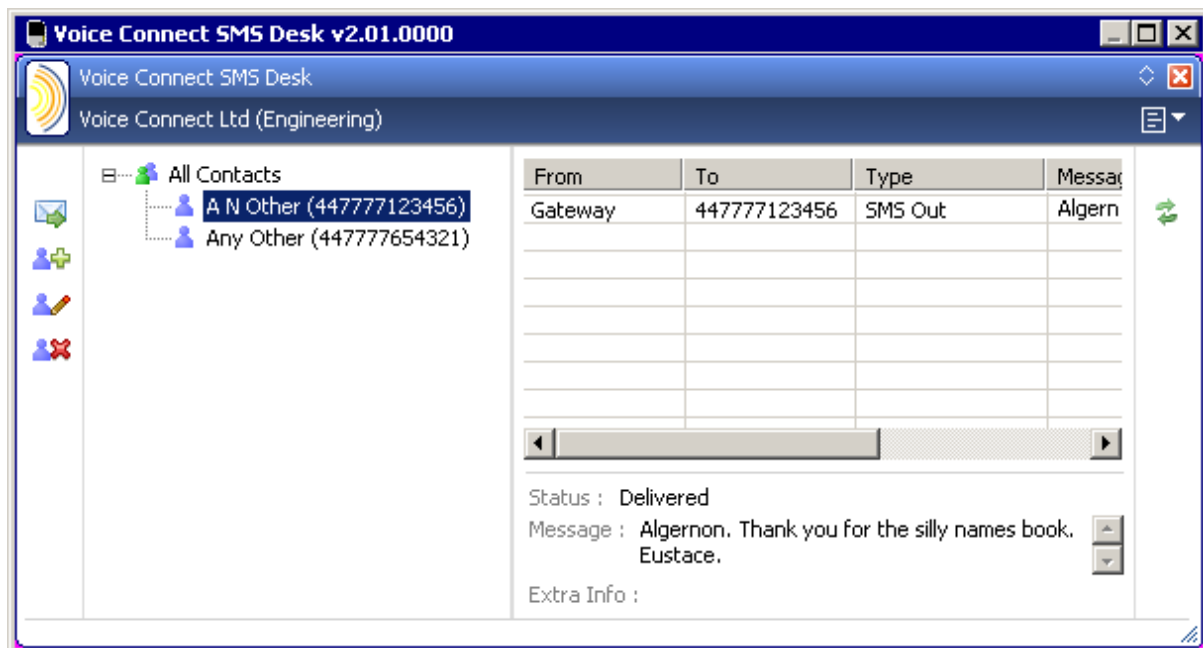 Voice Connect SMS Desk v2.01.0000
Voice Connect SMS Desk
Voice Connect Ltd (Engineering)
All Contacts
A N Other (447777123456)
Any Other (447777654321)
From To Type Messag
Gateway 447777123456 SMS Out Algern
Status : Delivered
Message : Algernon. Thank you for the silly names book.
Eustace.
Extra Info :